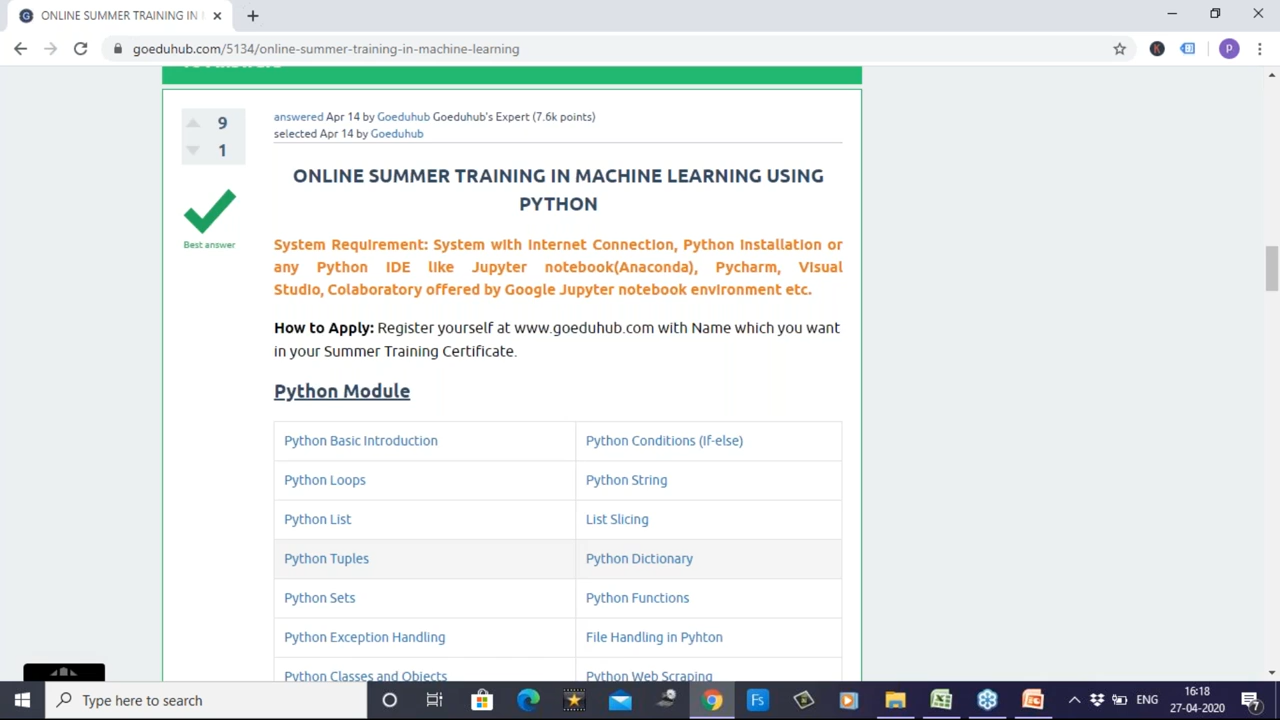 ONLINE SUMMER TRAINING IN
goeduhub.com/5134/online-summer-training-in-machine-learning
P
9
1
Best answer
answered Apr 14 by Goeduhub Goeduhub's Expert (7.6k points)
selected Apr 14 by Goeduhub
ONLINE SUMMER TRAINING IN MACHINE LEARNING USING
PYTHON
System Requirement: System with Internet Connection, Python Installation or
any Python IDE like Jupyter notebook(Anaconda), Pycharm, Visual
Studio, Colaboratory offered by Google Jupyter notebook environment etc.
How to Apply: Register yourself at www.goeduhub.com with Name which you want
in your Summer Training Certificate.
Python Module
Python Basic Introduction Python Conditions (If-else)
Python Loops Python String
Python List List Slicing
Python Tuples Python Dictionary
Python Sets Python Functions
Python Exception Handling File Handling in Pyhton
Python Classes and Objects Python Web Scraping
Type here to search
Fs
ENG
16:18
27-04-2020
7